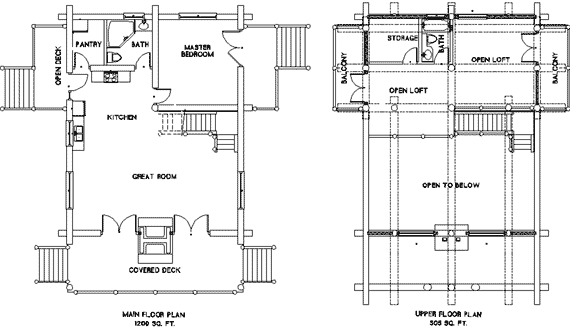 PANTRY
BATH
MASTER
BEDROOM
OPEN DECK
KITCHEN
GREAT ROOM
COVERED DECK
MAIN FLOOR PLAN
1200 SQ. FT.
STORAGE
BATH
OPEN LOFT
BALCONY
BALCONY
OPEN LOFT
OPEN TO BELOW
UPPER FLOOR PLAN
305 SQ. FT.